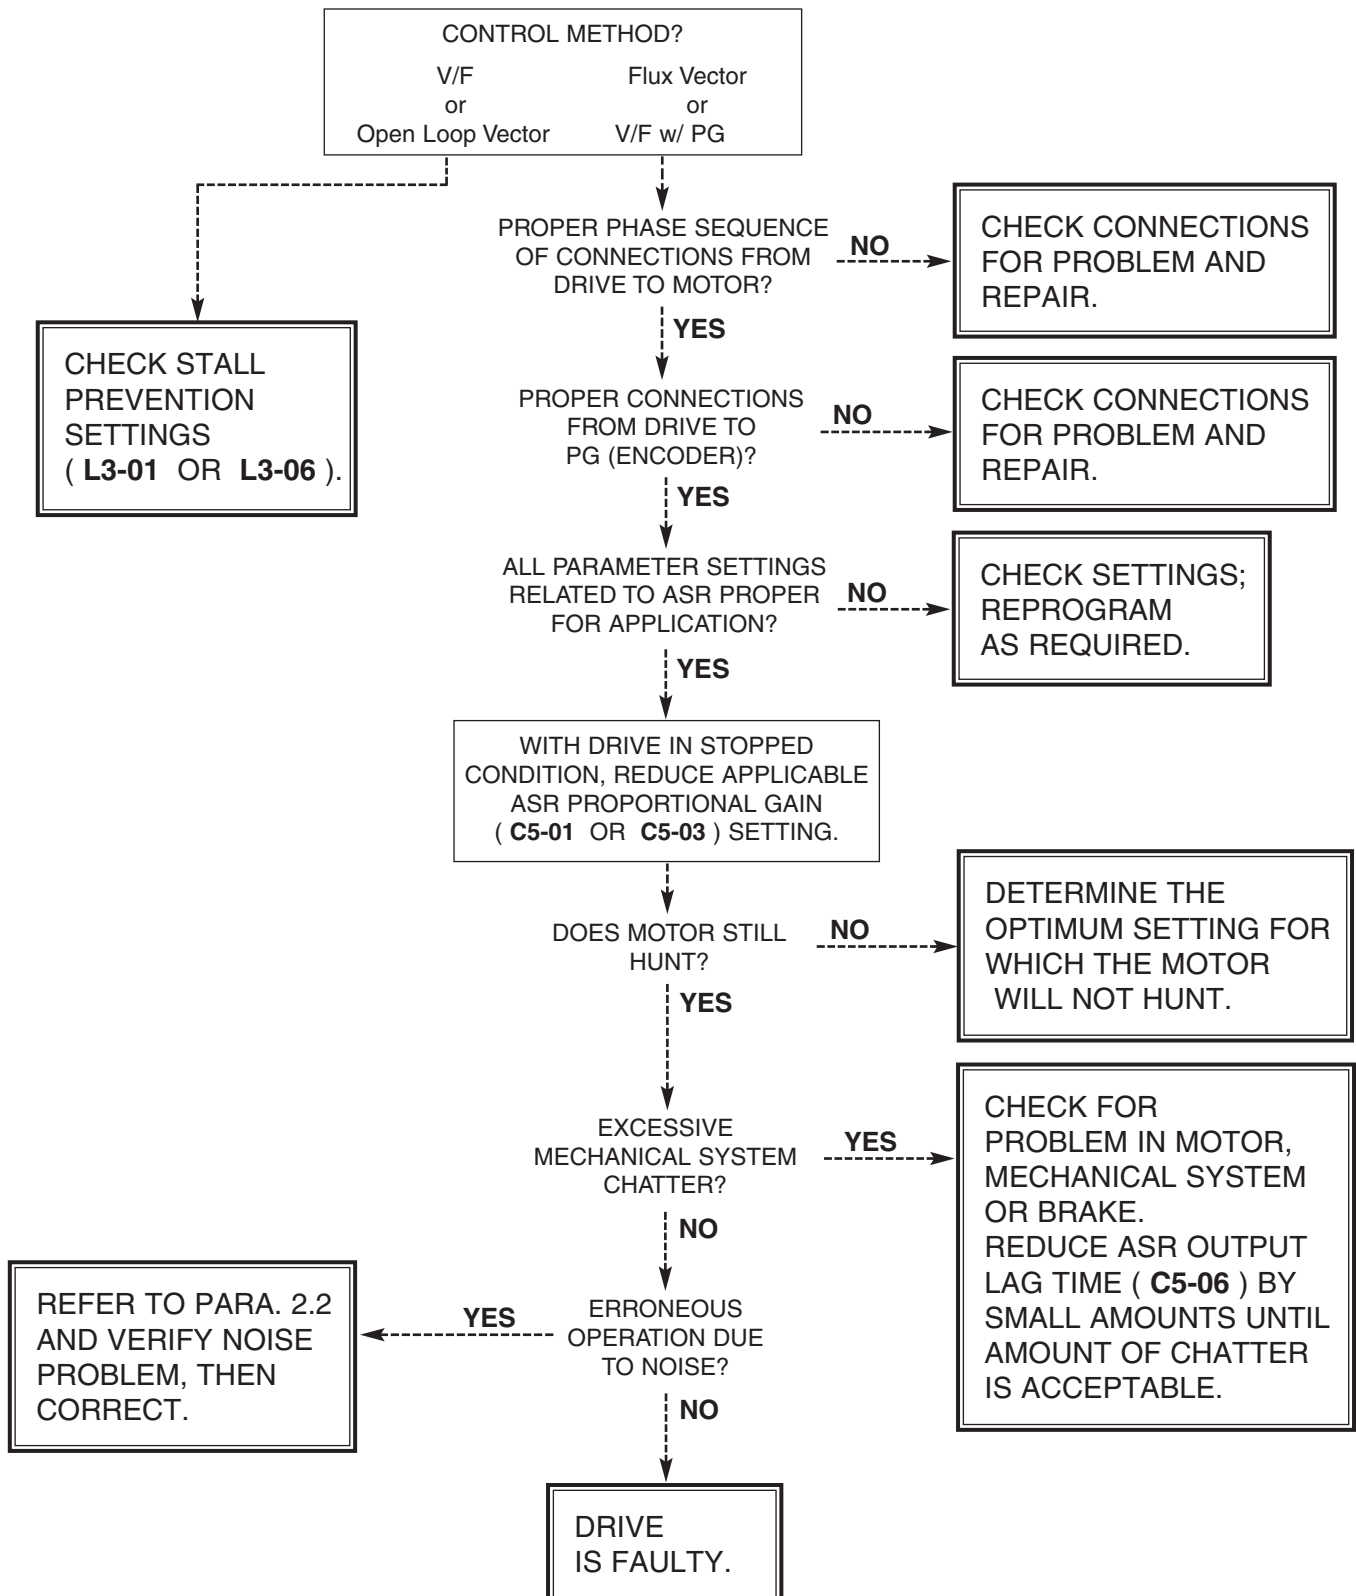 CONTROL METHOD?
V/F
or
Open Loop Vector
Flux Vector
or
V/F w/ PG
PROPER PHASE SEQUENCE
OF CONNECTIONS FROM
DRIVE TO MOTOR?
NO
CHECK CONNECTIONS
FOR PROBLEM AND
REPAIR.
YES
CHECK STALL
PREVENTION
SETTINGS
( L3-01 OR L3-06 ).
PROPER CONNECTIONS
FROM DRIVE TO
PG (ENCODER)?
NO
CHECK CONNECTIONS
FOR PROBLEM AND
REPAIR.
YES
ALL PARAMETER SETTINGS
RELATED TO ASR PROPER
FOR APPLICATION?
NO
CHECK SETTINGS;
REPROGRAM
AS REQUIRED.
YES
WITH DRIVE IN STOPPED
CONDITION, REDUCE APPLICABLE
ASR PROPORTIONAL GAIN
( C5-01 OR C5-03 ) SETTING.
DOES MOTOR STILL
HUNT?
NO
DETERMINE THE
OPTIMUM SETTING FOR
WHICH THE MOTOR
WILL NOT HUNT.
YES
EXCESSIVE
MECHANICAL SYSTEM
CHATTER?
YES
CHECK FOR
PROBLEM IN MOTOR,
MECHANICAL SYSTEM
OR BRAKE.
REDUCE ASR OUTPUT
LAG TIME ( C5-06 ) BY
SMALL AMOUNTS UNTIL
AMOUNT OF CHATTER
IS ACCEPTABLE.
NO
ERRONEOUS
OPERATION DUE
TO NOISE?
YES
REFER TO PARA. 2.2
AND VERIFY NOISE
PROBLEM, THEN
CORRECT.
NO
DRIVE
IS FAULTY.